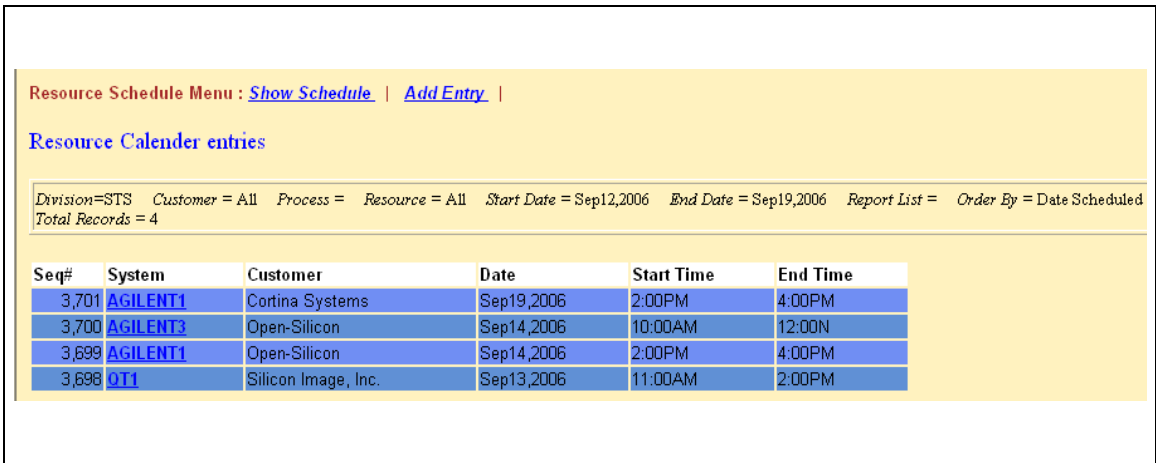 Resource Schedule Menu : Show Schedule | Add Entry |
Resource Calender entries
Division=STS Customer = All Process = Resource = All Start Date = Sep12,2006 End Date = Sep19,2006 Report List = Order By = Date Scheduled
Total Records = 4
Seq# System Customer Date Start Time End Time
3,701 AGILENT1 Cortina Systems Sep19,2006 2:00PM 4:00PM
3,700 AGILENT3 Open-Silicon Sep14,2006 10:00AM 12:00N
3,699 AGILENT1 Open-Silicon Sep14,2006 2:00PM 4:00PM
3,698 QT1 Silicon Image, Inc. Sep13,2006 11:00AM 2:00PM